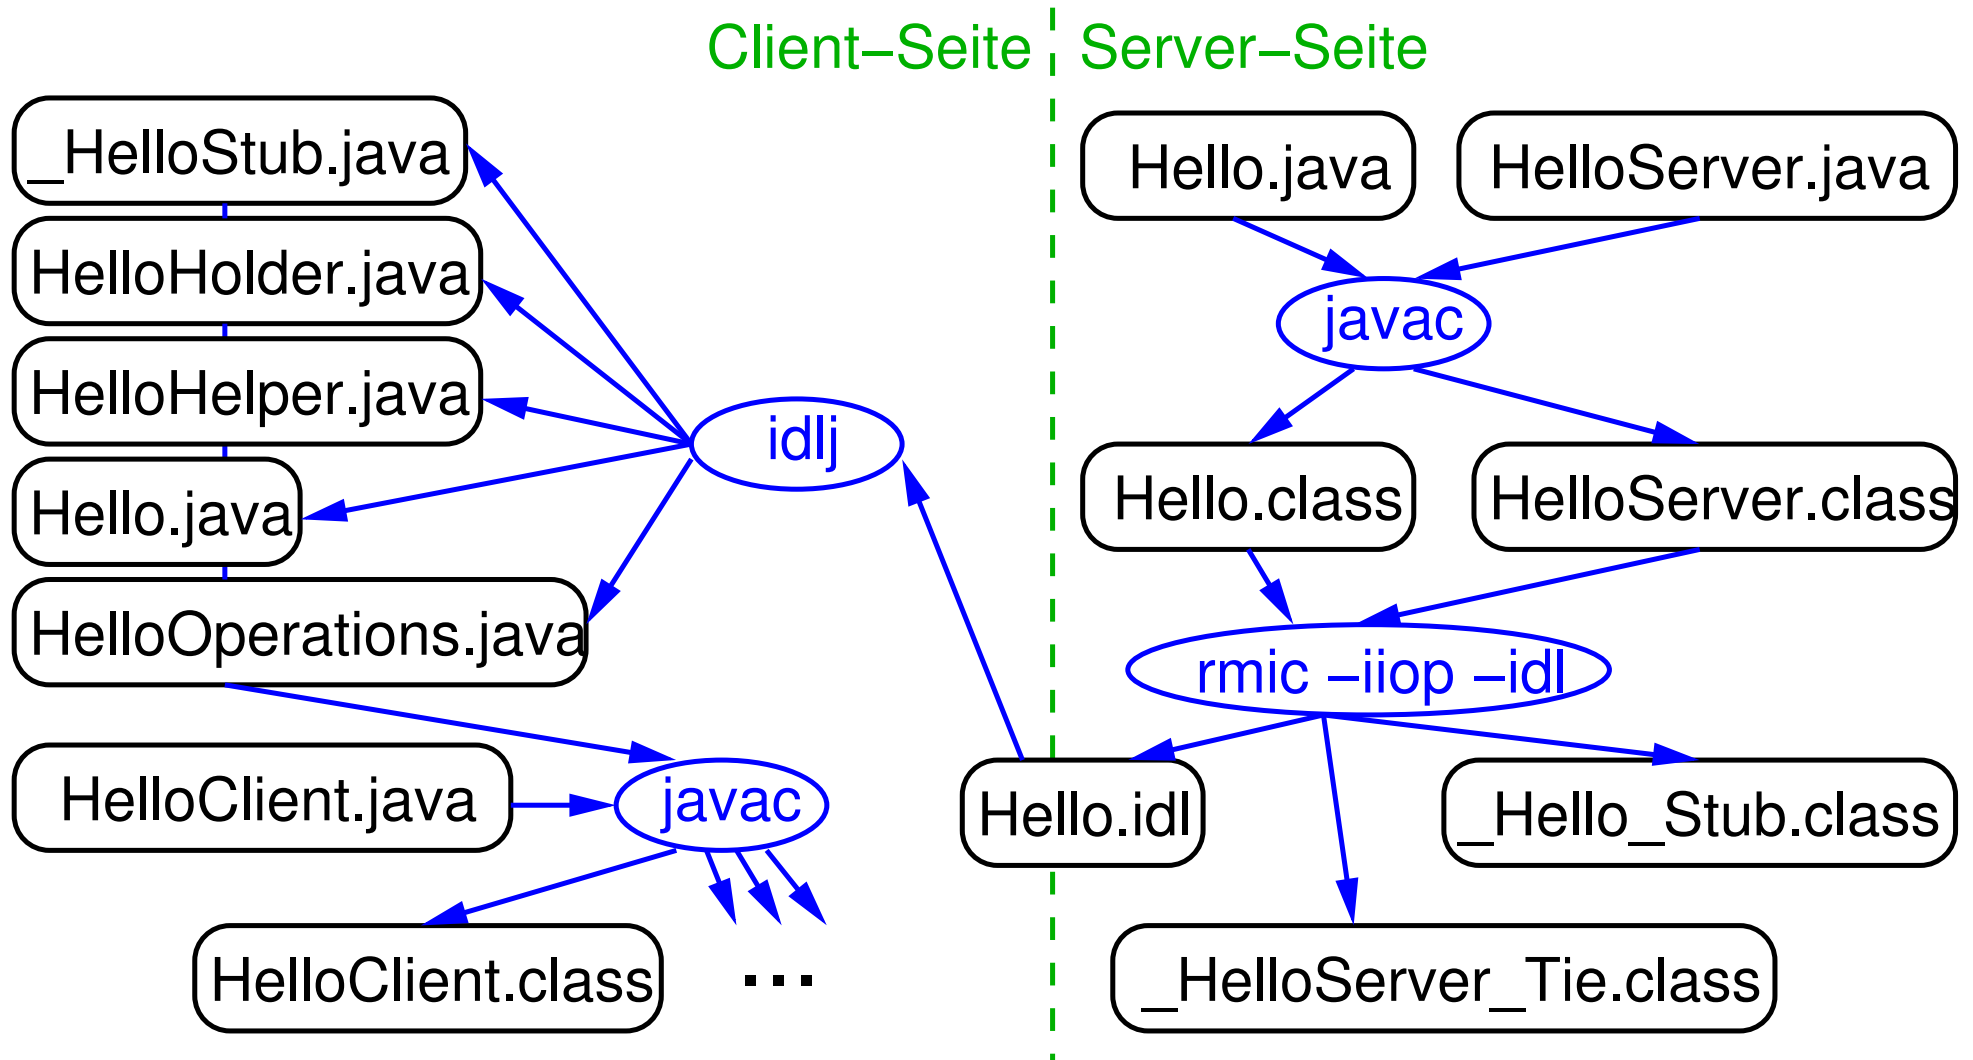 Client–Seite
Server–Seite
_HelloStub.java
HelloHolder.java
HelloHelper.java
Hello.java
HelloOperations.java
idlj
HelloClient.java
javac
HelloClient.class
...
Hello.java
HelloServer.java
javac
Hello.class
HelloServer.class
rmic –iiop –idl
Hello.idl
_Hello_Stub.class
_HelloServer_Tie.class